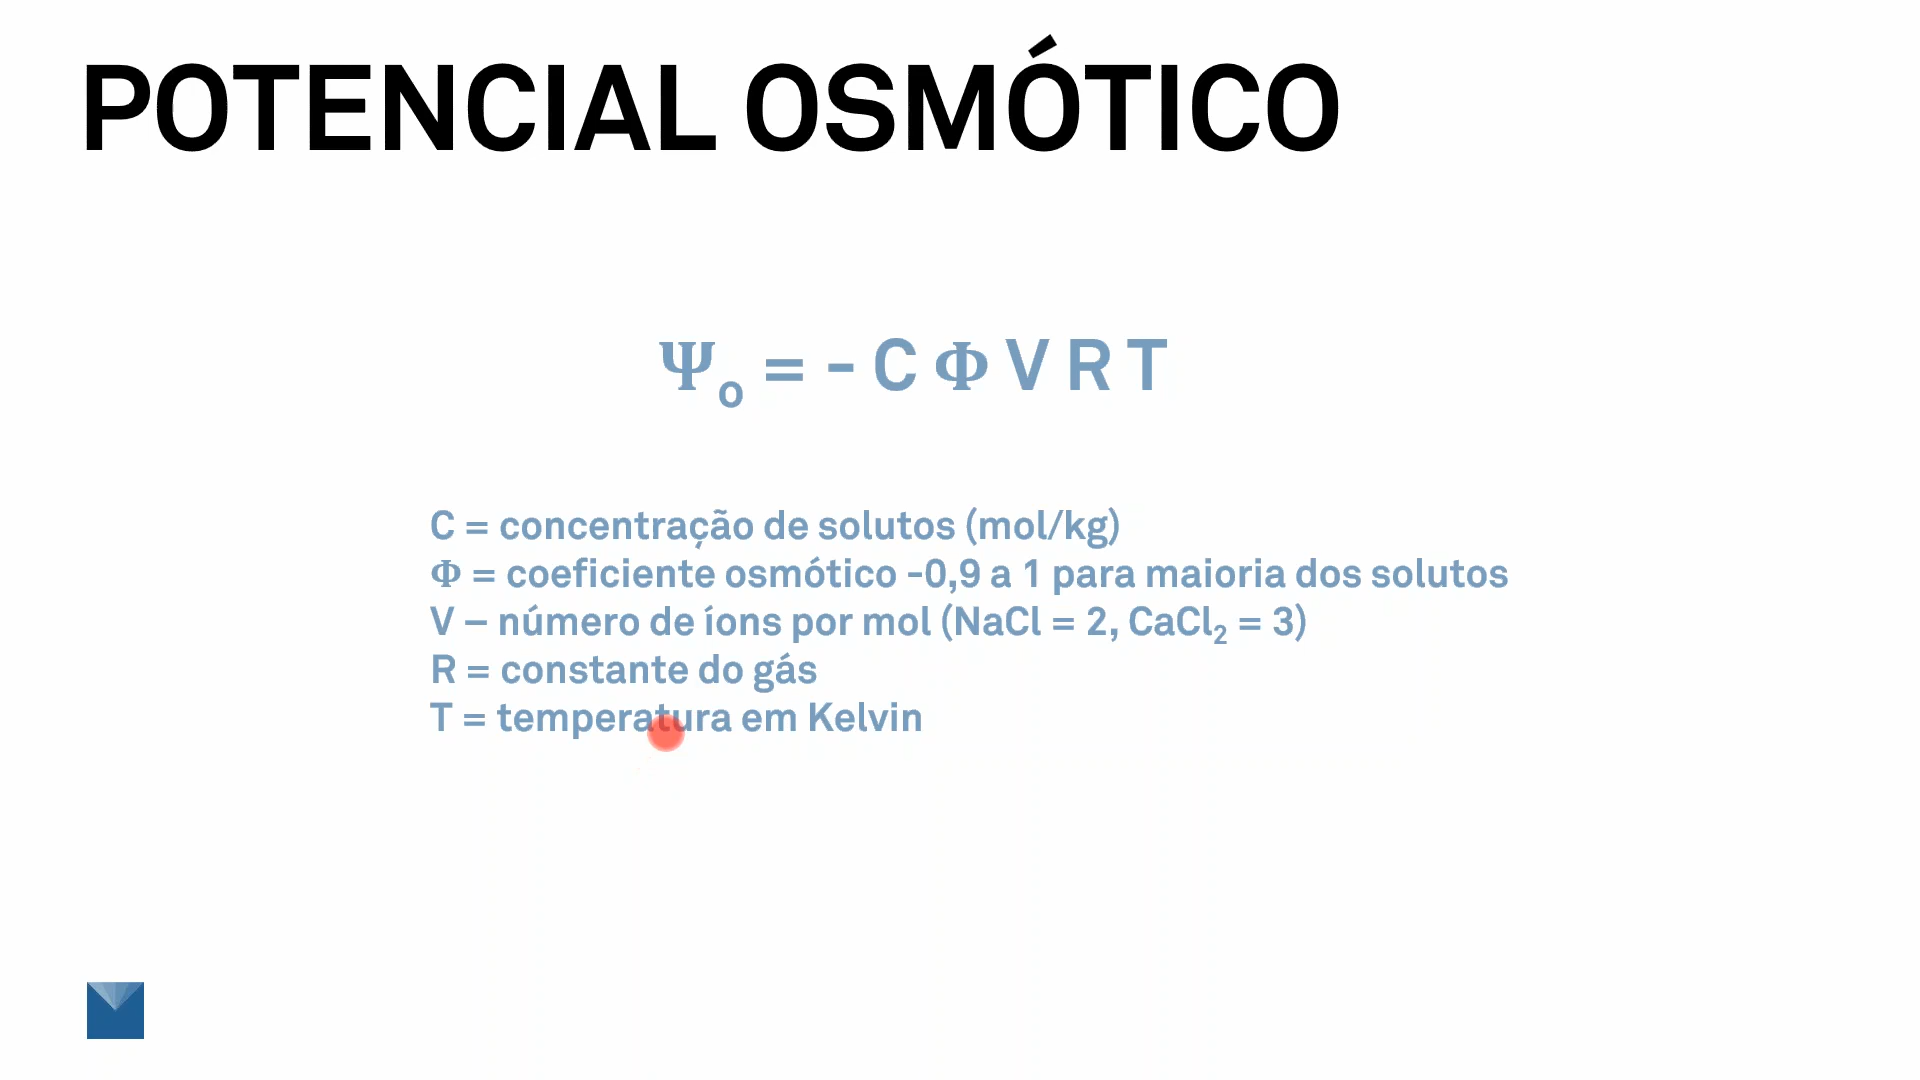 POTENCIAL OSMÓTICO
Ψₒ = - C Φ V R T
C = concentração de solutos (mol/kg)
Φ = coeficiente osmótico -0,9 a 1 para maioria dos solutos
V – número de íons por mol (NaCl = 2, CaCl₂ = 3)
R = constante do gás
T = temperatura em Kelvin